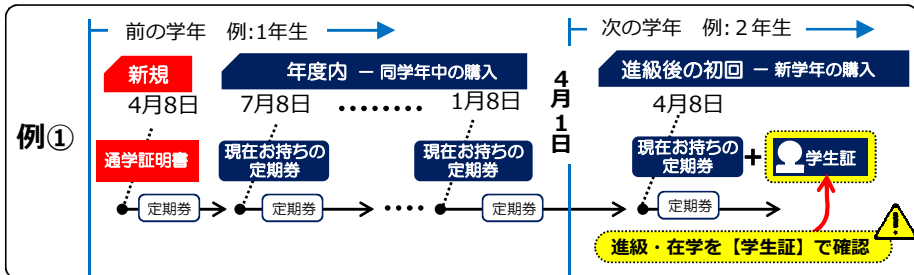 前の学年 例:1年生
次の学年 例:２年生
新規
年度内 － 同学年中の購入
進級後の初回 － 新学年の購入
4月8日
7月8日
1月8日
4月1日
4月8日
例①
通学証明書
現在お持ちの
定期券
現在お持ちの
定期券
現在お持ちの
定期券
+
学生証
定期券
定期券
定期券
定期券
進級・在学を【学生証】で確認